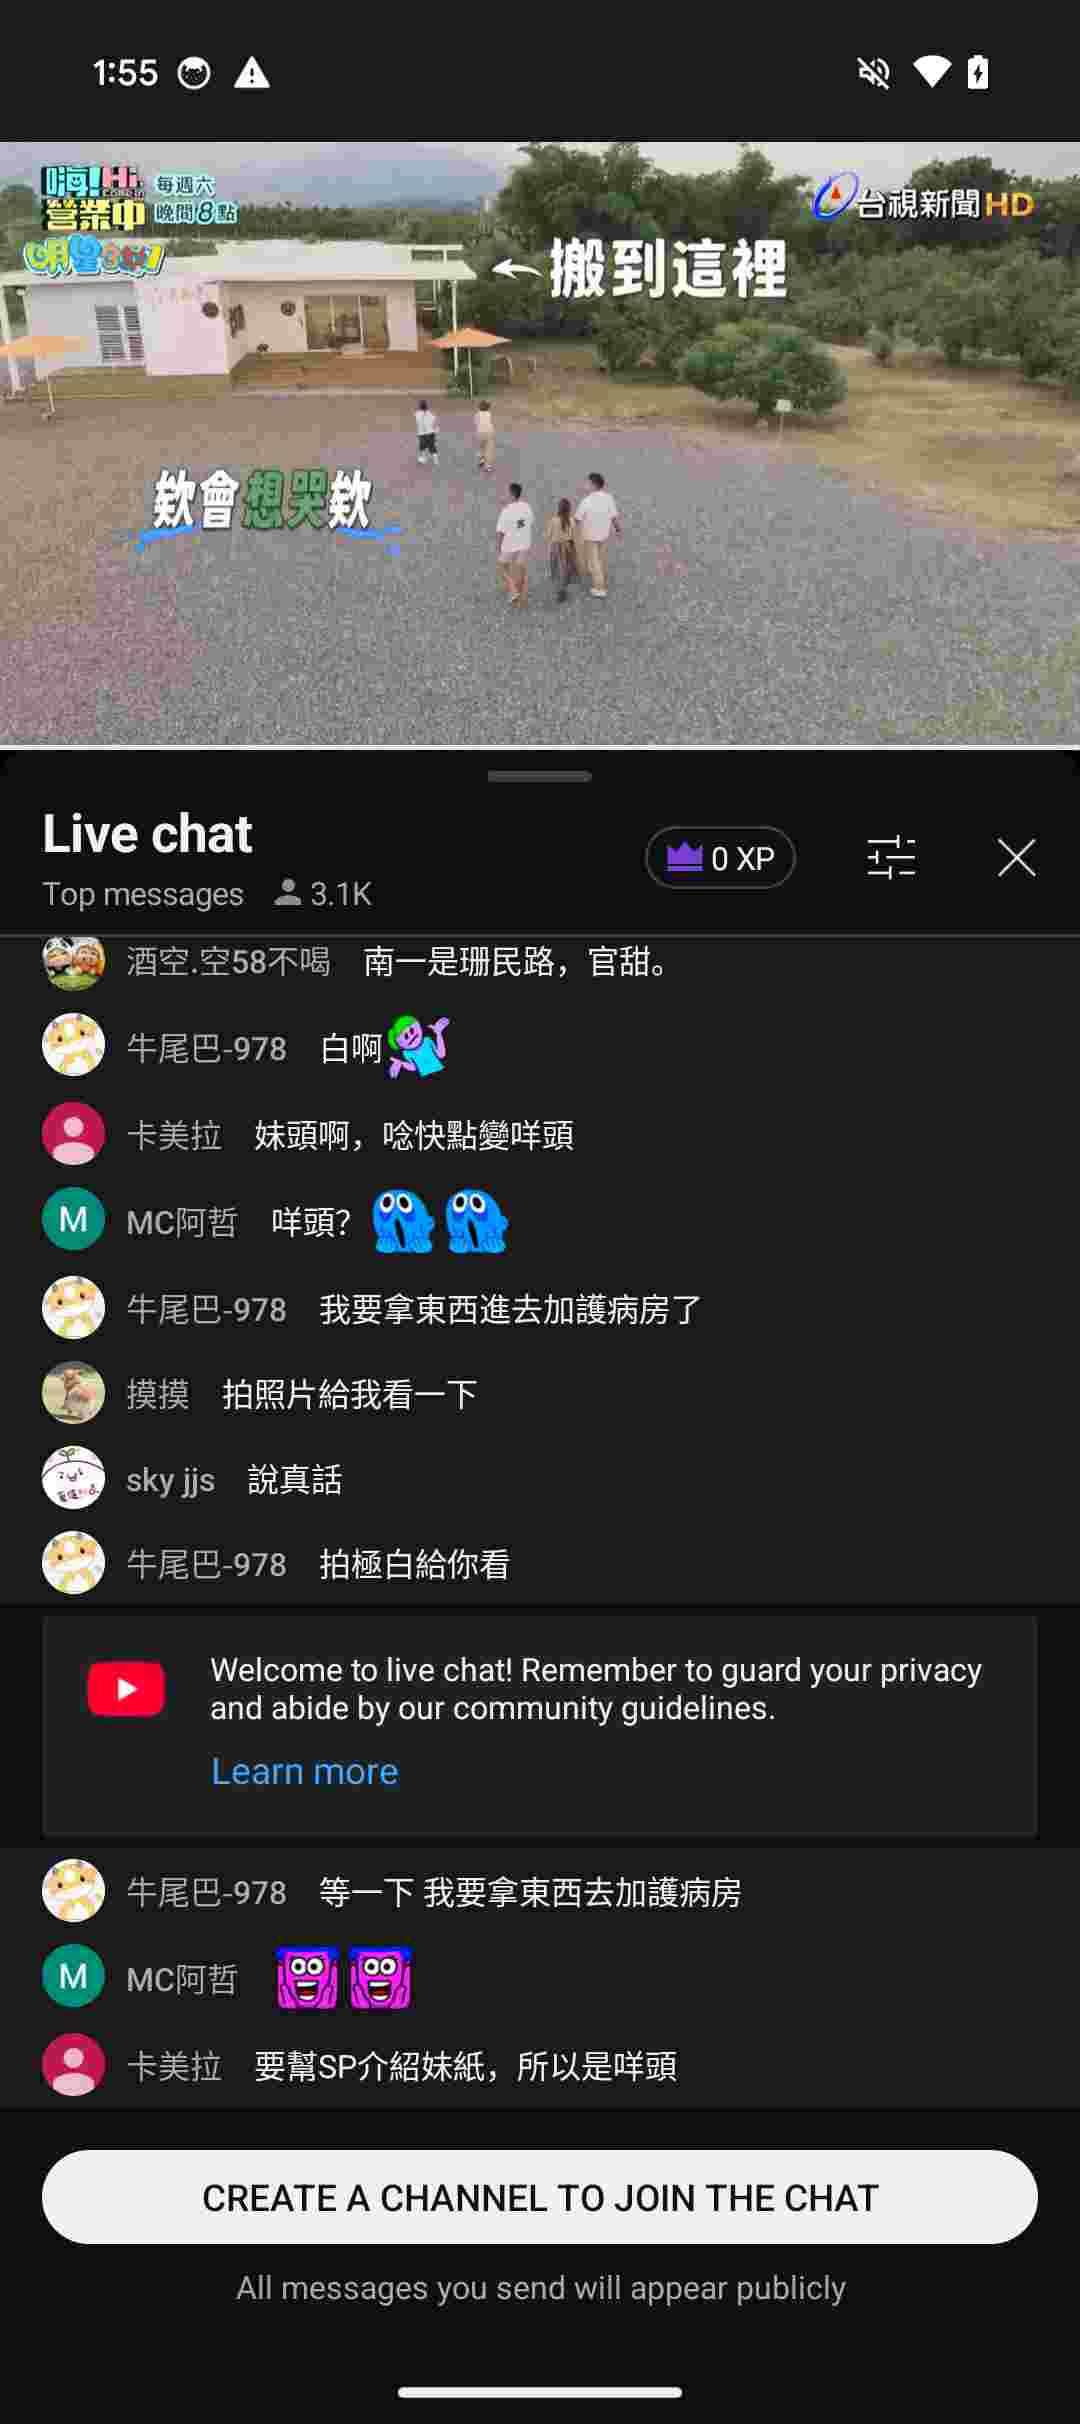 1:55
嗨!Hi
營業中
每週六
晚間8點
台視新聞HD
搬到這裡
欸會想哭欸
Live chat
Top messages 3.1K
0 XP
酒空.空58不喝 南一是珊民路，官甜。
牛尾巴-978 白啊
卡美拉 妹頭啊，唸快點變咩頭
M MC阿哲 咩頭?
牛尾巴-978 我要拿東西進去加護病房了
摸摸 拍照片給我看一下
sky jjs 說真話
牛尾巴-978 拍極白給你看
Welcome to live chat! Remember to guard your privacy
and abide by our community guidelines.
Learn more
牛尾巴-978 等一下 我要拿東西去加護病房
M MC阿哲
卡美拉 要幫SP介紹妹紙，所以是咩頭
CREATE A CHANNEL TO JOIN THE CHAT
All messages you send will appear publicly